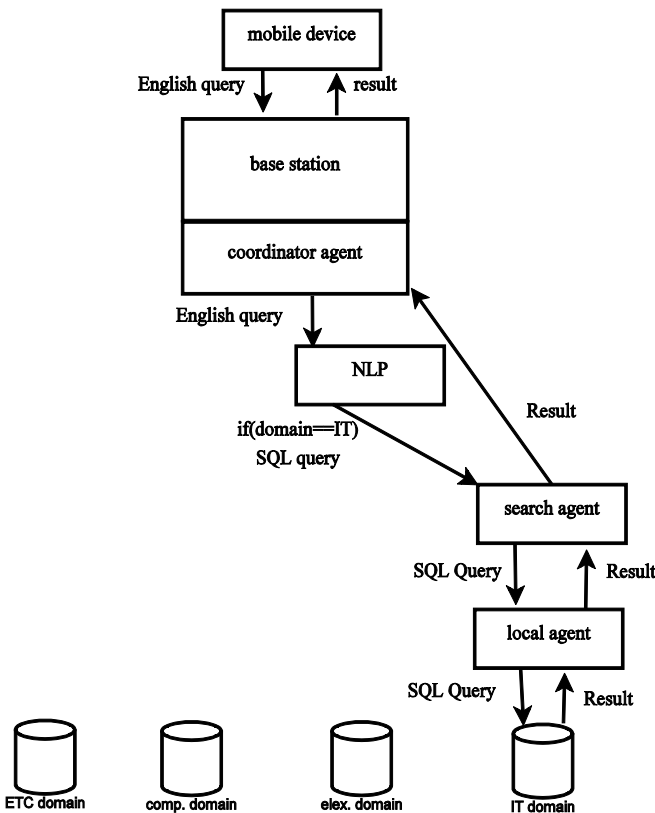 mobile device
English query
result
base station
coordinator agent
English query
NLP
if(domain==IT)
SQL query
Result
search agent
SQL Query
Result
local agent
SQL Query
Result
ETC domain
comp. domain
elex. domain
IT domain